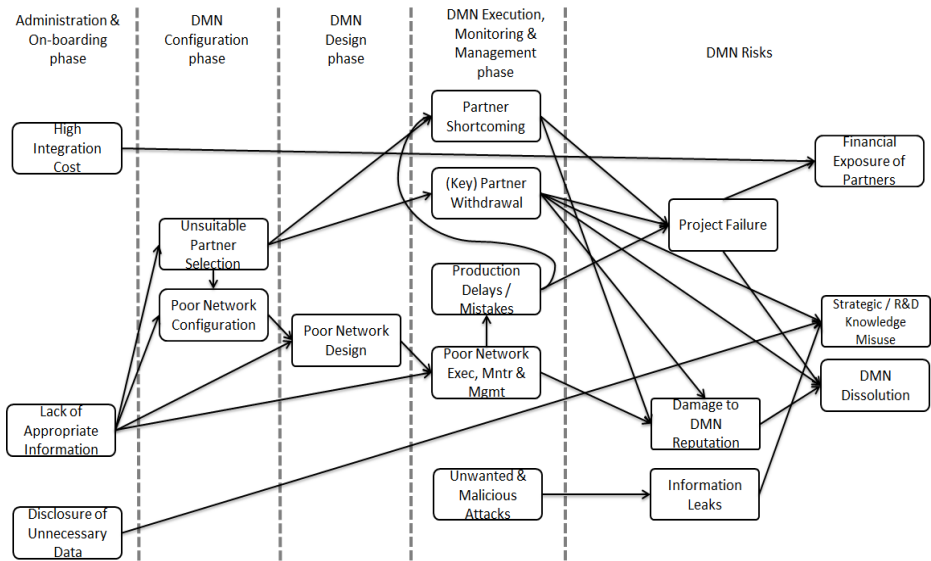 Administration &
On-boarding
phase
DMN
Configuration
phase
DMN
Design
phase
DMN Execution,
Monitoring &
Management
phase
DMN Risks
High
Integration
Cost
Partner
Shortcoming
Financial
Exposure of
Partners
(Key) Partner
Withdrawal
Unsuitable
Partner
Selection
Project Failure
Production
Delays /
Mistakes
Poor Network
Configuration
Strategic / R&D
Knowledge
Misuse
Poor Network
Design
Poor Network
Exec, Mntr &
Mgmt
DMN
Dissolution
Lack of
Appropriate
Information
Damage to
DMN
Reputation
Unwanted &
Malicious
Attacks
Information
Leaks
Disclosure of
Unnecessary
Data